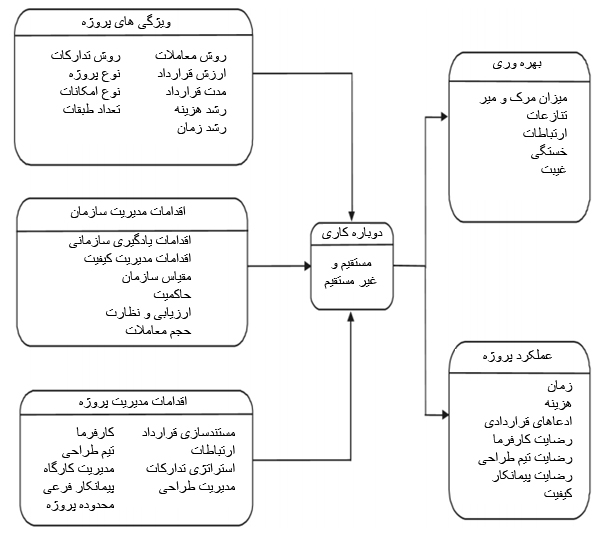 ویژگی های پروژه
روش معاملات
ارزش قرارداد
مدت قرارداد
رشد هزینه
رشد زمان
روش تدارکات
نوع پروژه
نوع امکانات
تعداد طبقات
اقدامات مدیریت سازمان
اقدامات یادگیری سازمانی
اقدامات مدیریت کیفیت
مقیاس سازمان
حاکمیت
ارزیابی و نظارت
حجم معاملات
اقدامات مدیریت پروژه
مستندسازی قرارداد
ارتباطات
استراتژی تدارکات
مدیریت طراحی
کارفرما
تیم طراحی
مدیریت کارگاه
پیمانکار فرعی
محدوده پروژه
دوباره کاری
مستقیم و
غیر مستقیم
بهره وری
میزان مرک و میر
تنازعات
ارتباطات
خستگی
غیبت
عملکرد پروژه
زمان
هزینه
ادعاهای قراردادی
رضایت کارفرما
رضایت تیم طراحی
رضایت پیمانکار
کیفیت